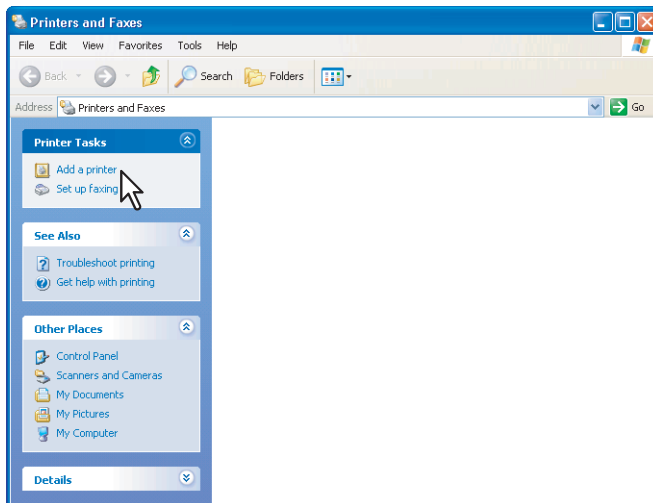 Printers and Faxes
File Edit View Favorites Tools Help
Back Search Folders
Address Printers and Faxes Go
Printer Tasks
Add a printer
Set up faxing
See Also
Troubleshoot printing
Get help with printing
Other Places
Control Panel
Scanners and Cameras
My Documents
My Pictures
My Computer
Details